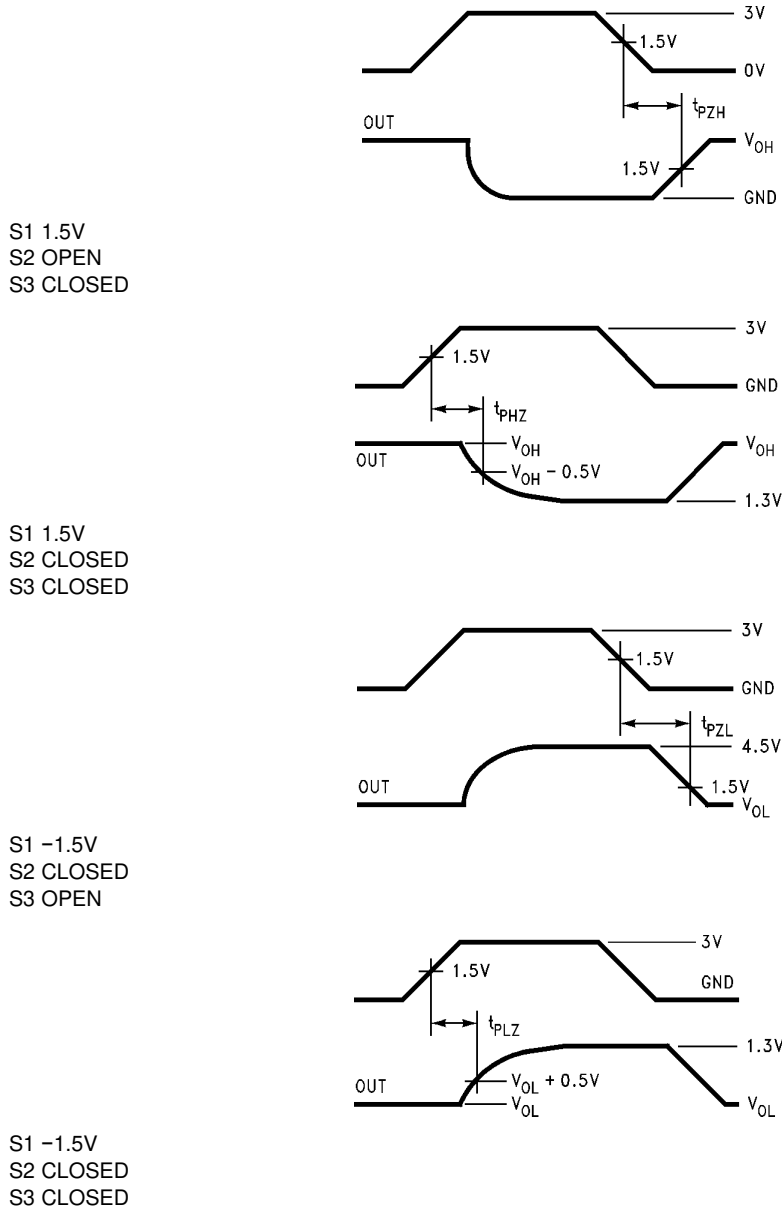 3V
1.5V
0V
tPZH
OUT
VOH
1.5V
GND
S1 1.5V
S2 OPEN
S3 CLOSED
3V
1.5V
GND
tPHZ
VOH
VOH
OUT
VOH − 0.5V
1.3V
S1 1.5V
S2 CLOSED
S3 CLOSED
3V
1.5V
GND
tPZL
4.5V
OUT
1.5V
VOL
S1 −1.5V
S2 CLOSED
S3 OPEN
3V
1.5V
GND
tPLZ
1.3V
OUT
VOL + 0.5V
VOL
VOL
S1 −1.5V
S2 CLOSED
S3 CLOSED